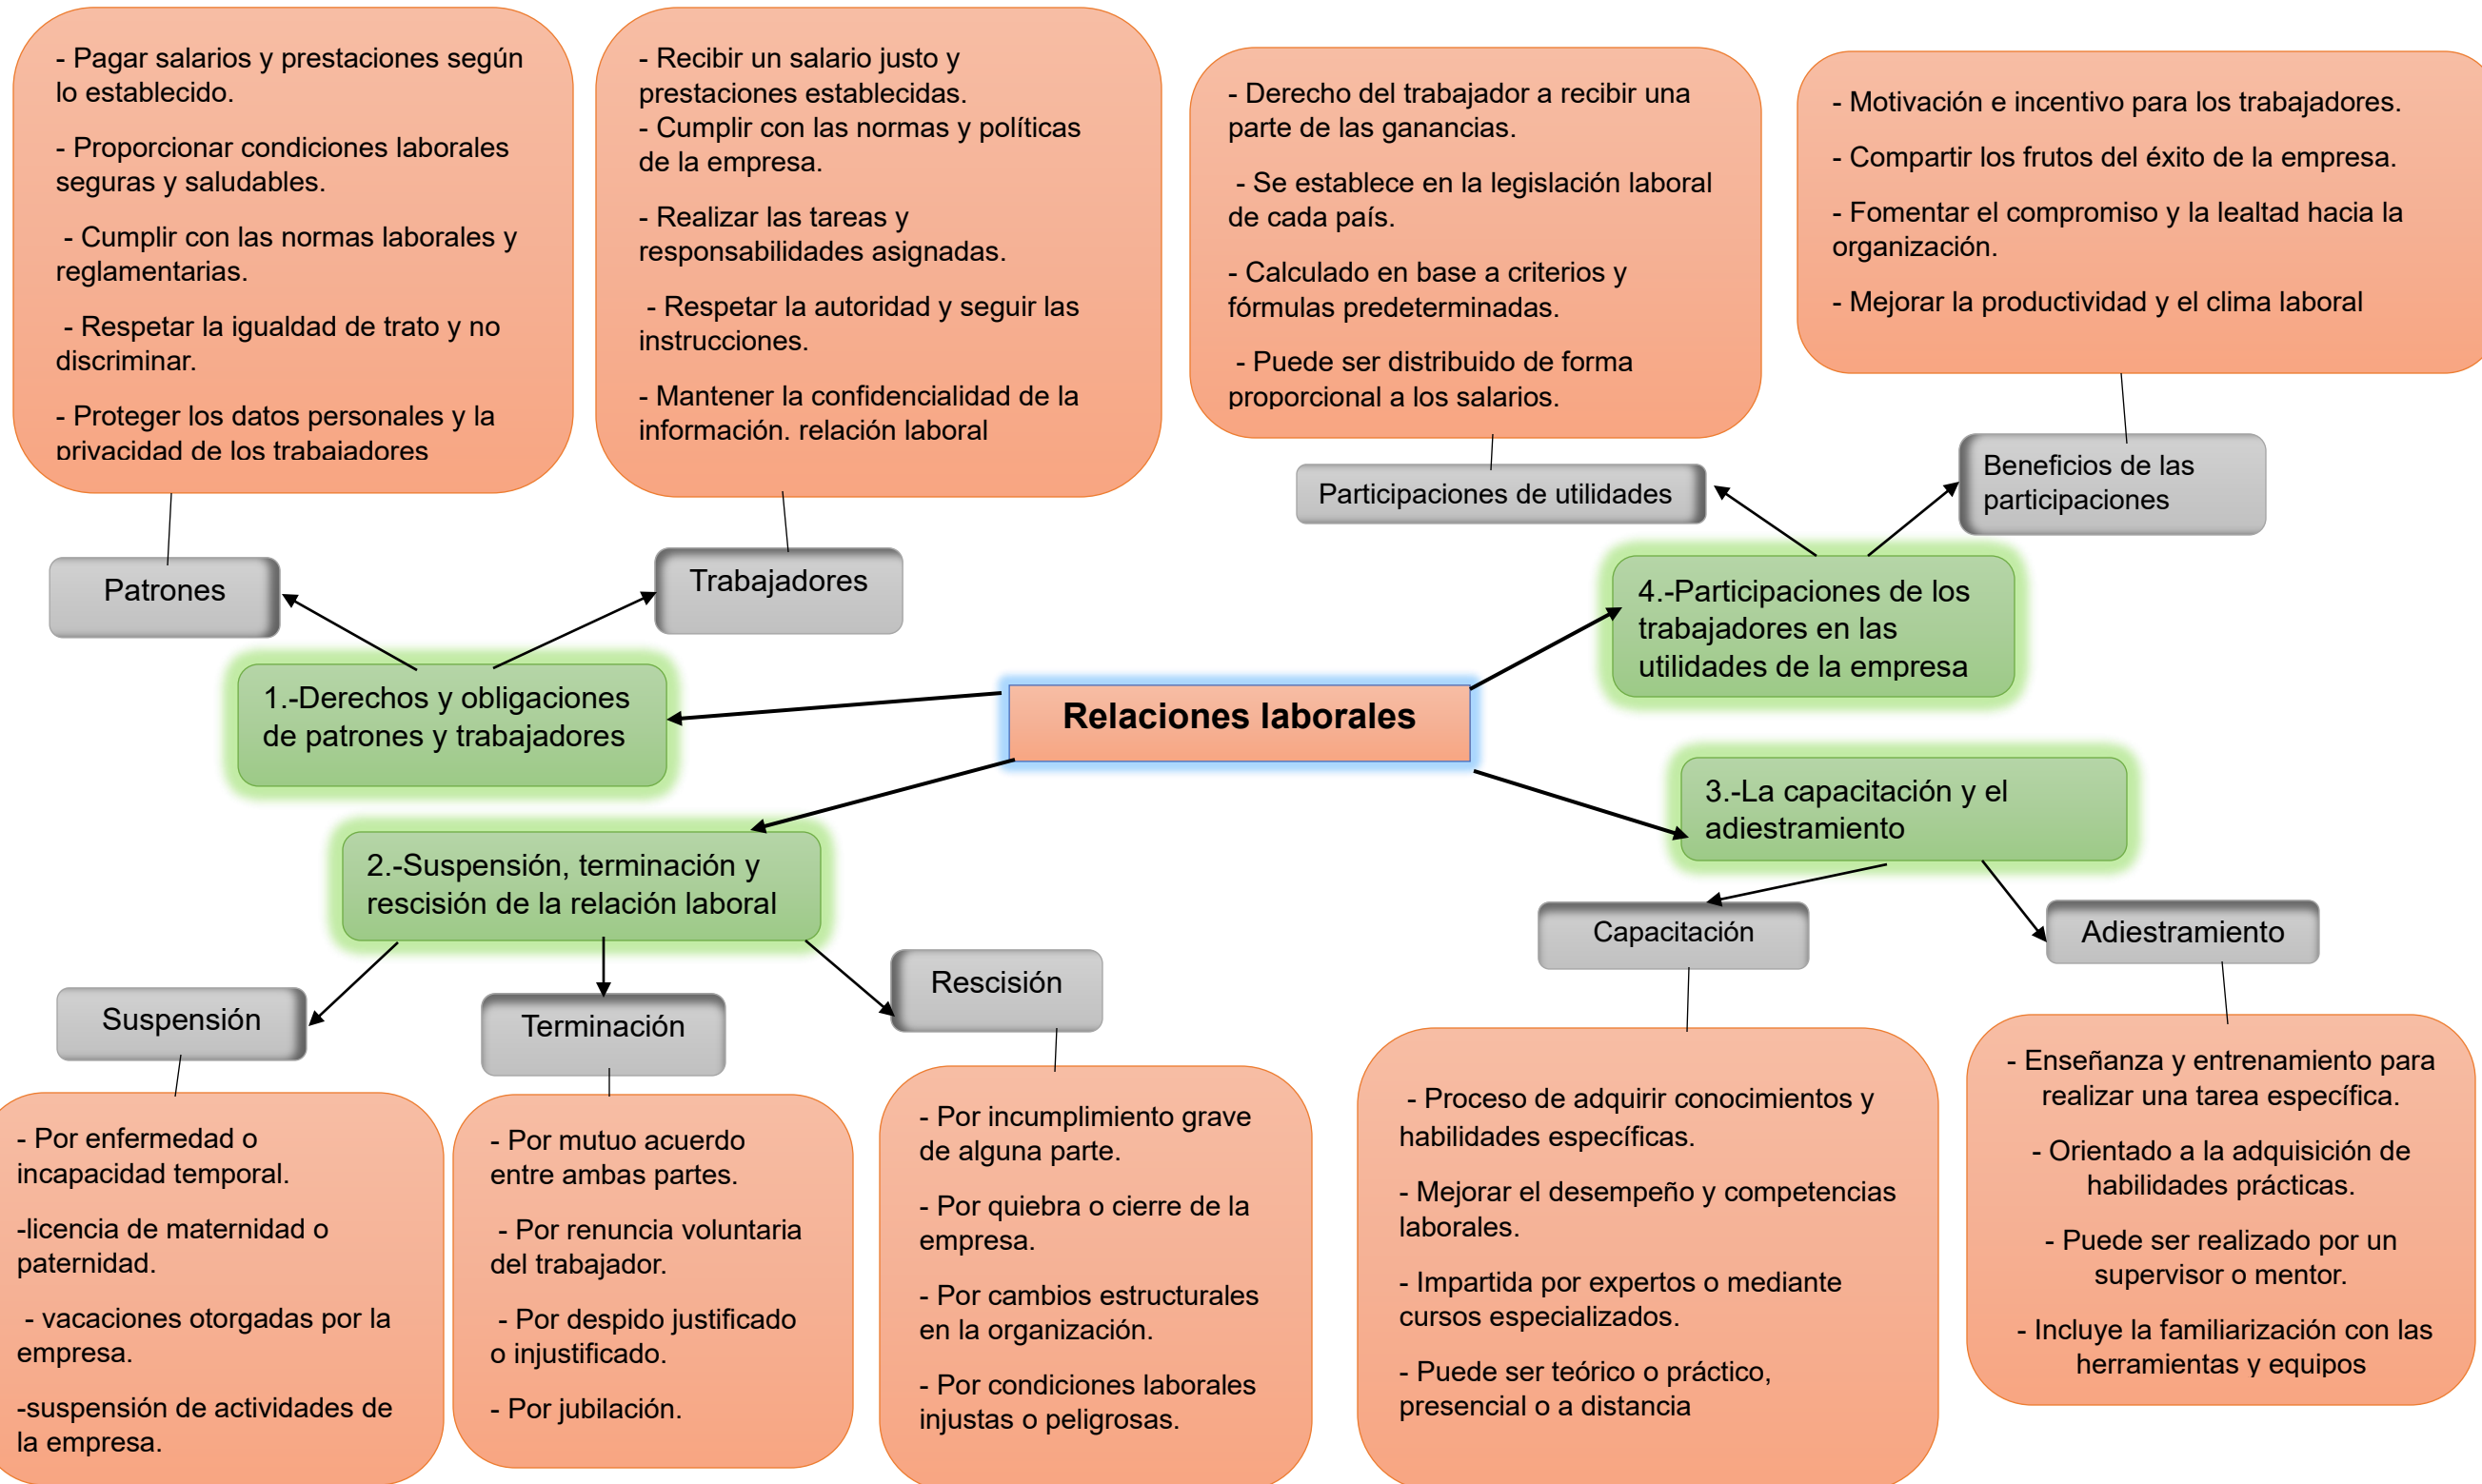 - Pagar salarios y prestaciones según
lo establecido.
- Proporcionar condiciones laborales
seguras y saludables.
- Cumplir con las normas laborales y
reglamentarias.
- Respetar la igualdad de trato y no
discriminar.
- Proteger los datos personales y la
privacidad de los trabajadores
Patrones
- Recibir un salario justo y
prestaciones establecidas.
- Cumplir con las normas y políticas
de la empresa.
- Realizar las tareas y
responsabilidades asignadas.
- Respetar la autoridad y seguir las
instrucciones.
- Mantener la confidencialidad de la
información. relación laboral
Trabajadores
- Derecho del trabajador a recibir una
parte de las ganancias.
- Se establece en la legislación laboral
de cada país.
- Calculado en base a criterios y
fórmulas predeterminadas.
- Puede ser distribuido de forma
proporcional a los salarios.
Participaciones de utilidades
- Motivación e incentivo para los trabajadores.
- Compartir los frutos del éxito de la empresa.
- Fomentar el compromiso y la lealtad hacia la
organización.
- Mejorar la productividad y el clima laboral
Beneficios de las
participaciones
1.-Derechos y obligaciones
de patrones y trabajadores
Relaciones laborales
4.-Participaciones de los
trabajadores en las
utilidades de la empresa
2.-Suspensión, terminación y
rescisión de la relación laboral
3.-La capacitación y el
adiestramiento
Suspensión
- Por enfermedad o
incapacidad temporal.
-licencia de maternidad o
paternidad.
- vacaciones otorgadas por la
empresa.
-suspensión de actividades de
la empresa.
Terminación
- Por mutuo acuerdo
entre ambas partes.
- Por renuncia voluntaria
del trabajador.
- Por despido justificado
o injustificado.
- Por jubilación.
Rescisión
- Por incumplimiento grave
de alguna parte.
- Por quiebra o cierre de la
empresa.
- Por cambios estructurales
en la organización.
- Por condiciones laborales
injustas o peligrosas.
Capacitación
- Proceso de adquirir conocimientos y
habilidades específicas.
- Mejorar el desempeño y competencias
laborales.
- Impartida por expertos o mediante
cursos especializados.
- Puede ser teórico o práctico,
presencial o a distancia
Adiestramiento
- Enseñanza y entrenamiento para
realizar una tarea específica.
- Orientado a la adquisición de
habilidades prácticas.
- Puede ser realizado por un
supervisor o mentor.
- Incluye la familiarización con las
herramientas y equipos